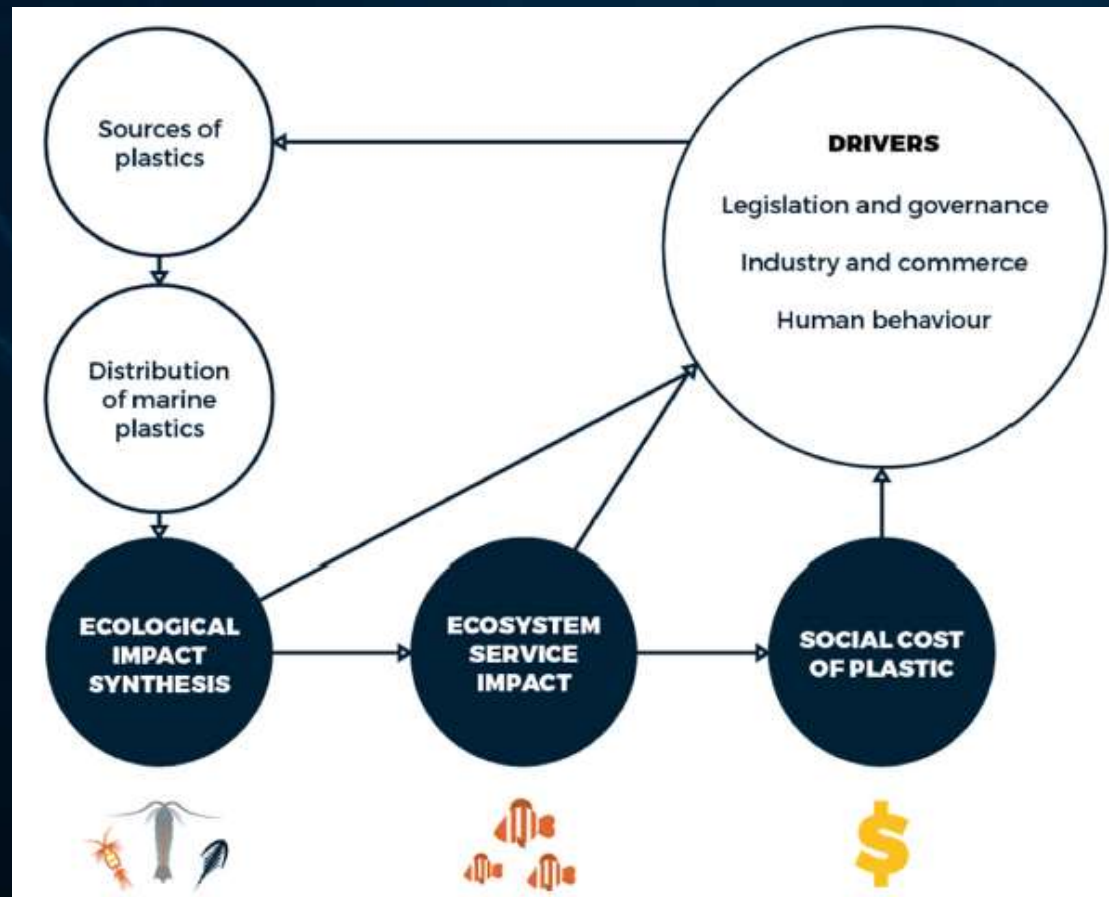 Sources of
plastics
DRIVERS
Legislation and governance
Industry and commerce
Human behaviour
Distribution
of marine
plastics
ECOLOGICAL
IMPACT
SYNTHESIS
ECOSYSTEM
SERVICE
IMPACT
SOCIAL COST
OF PLASTIC
$